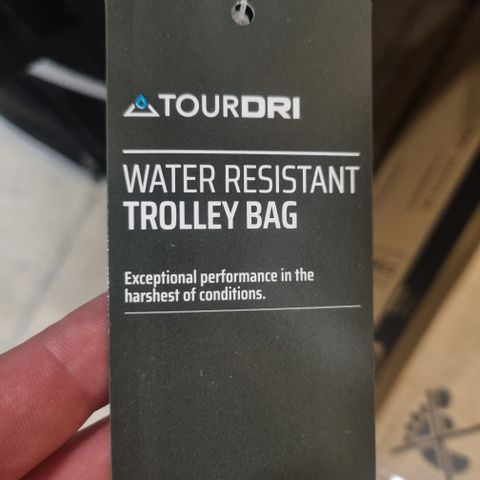 TOURDRI
WATER RESISTANT
TROLLEY BAG
Exceptional performance in the
harshest of conditions.